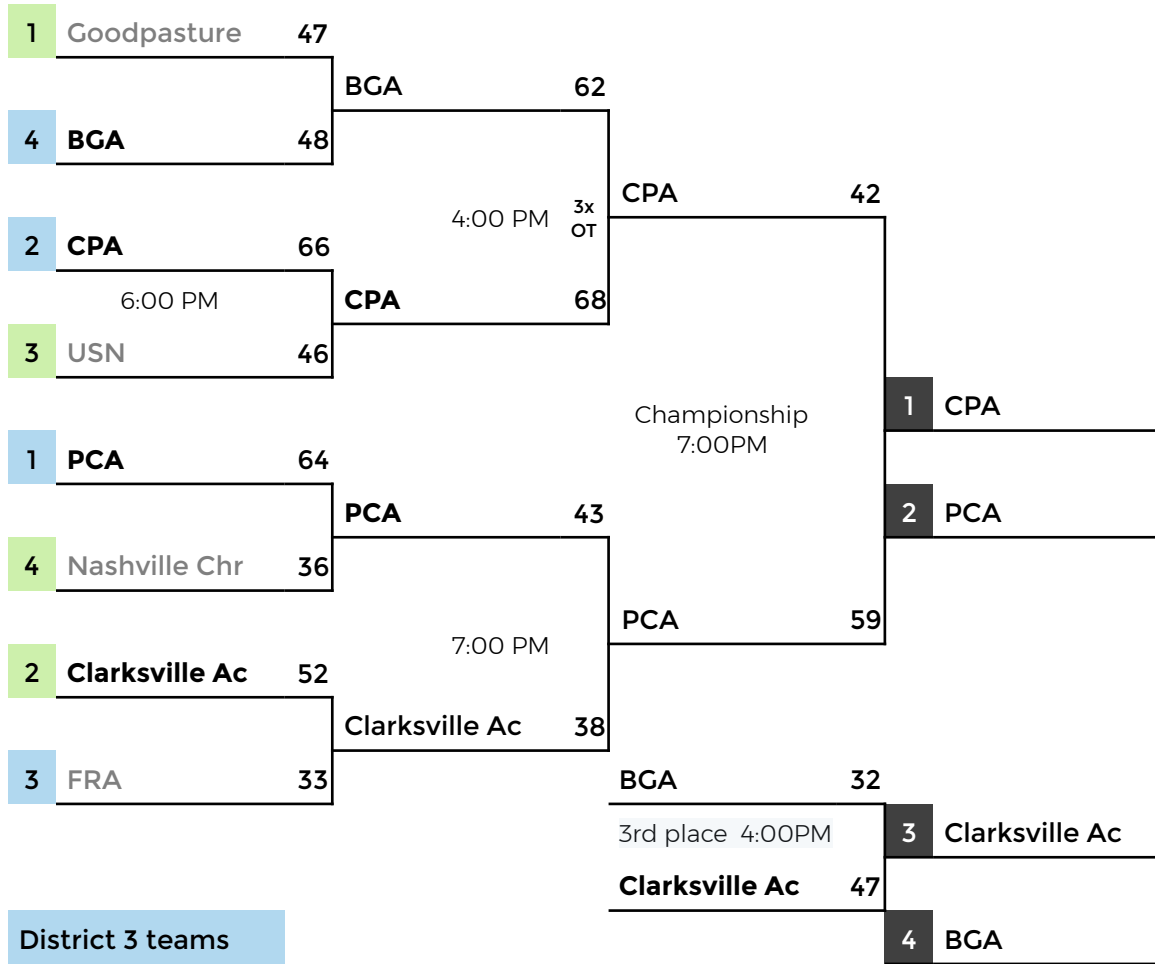 1 Goodpasture 47
BGA 62
4 BGA 48
CPA 42
4:00 PM 3x
OT
2 CPA 66
6:00 PM
CPA 68
3 USN 46
1 CPA
Championship
7:00PM
1 PCA 64
PCA 43
2 PCA
4 Nashville Chr 36
PCA 59
7:00 PM
2 Clarksville Ac 52
Clarksville Ac 38
3 FRA 33
BGA 32
3rd place 4:00PM
3 Clarksville Ac
Clarksville Ac 47
District 3 teams
4 BGA